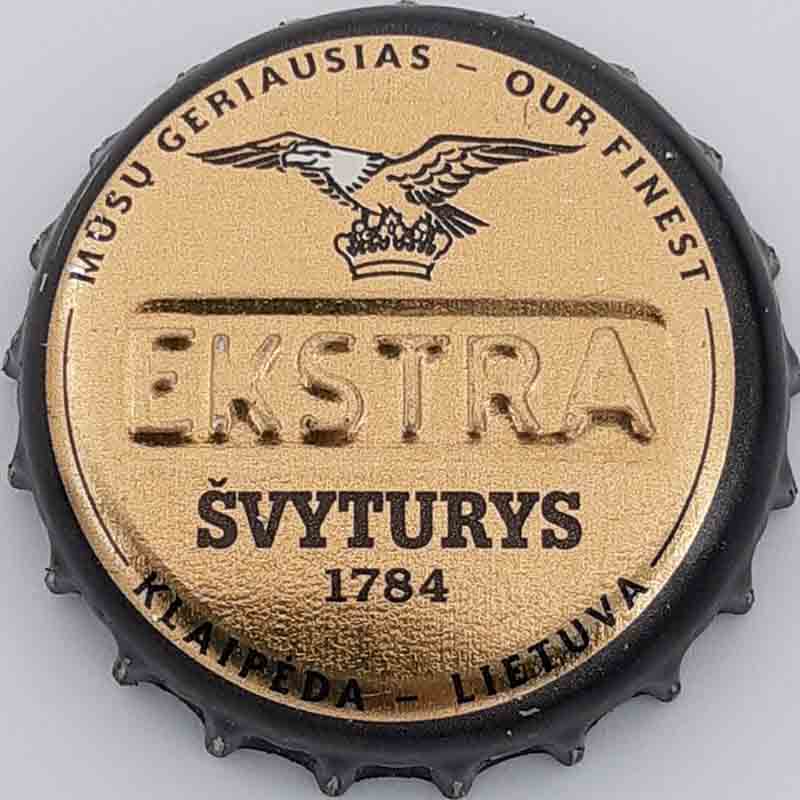 MŪSŲ GERIAUSIAS – OUR FINEST
EKSTRA
ŠVYTURYS
1784
KLAIPĖDA – LIETUVA